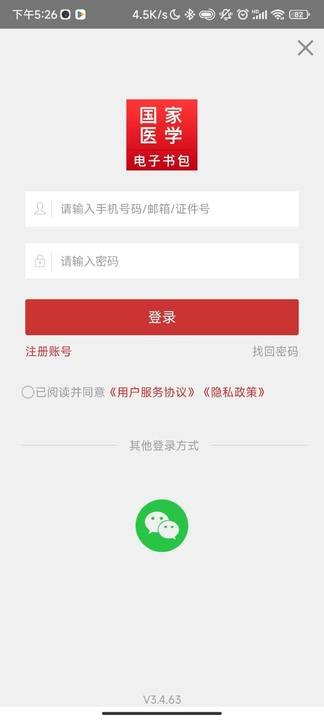 下午5:26
4.5K/s
82
国家
医学
电子书包
请输入手机号码/邮箱/证件号
请输入密码
登录
注册账号 找回密码
已阅读并同意《用户服务协议》《隐私政策》
其他登录方式
V3.4.63